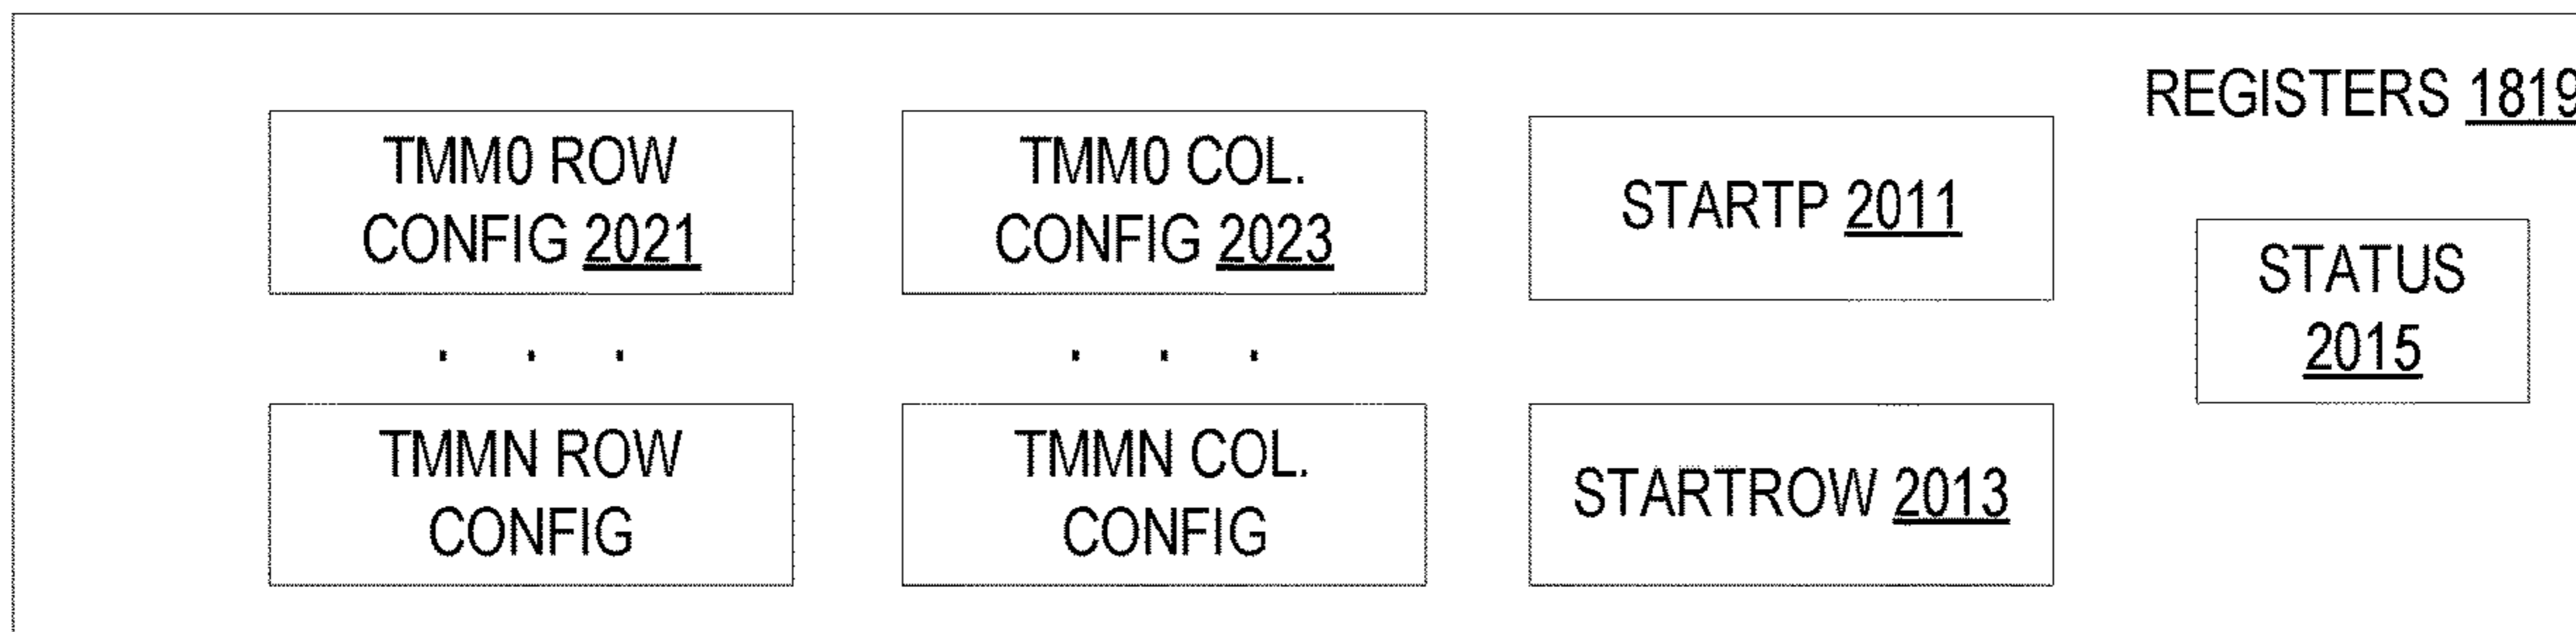 REGISTERS 1819
TMM0 ROW
CONFIG 2021
TMM0 COL.
CONFIG 2023
STARTP 2011
STATUS
2015
. . .
. . .
TMMN ROW
CONFIG
TMMN COL.
CONFIG
STARTROW 2013